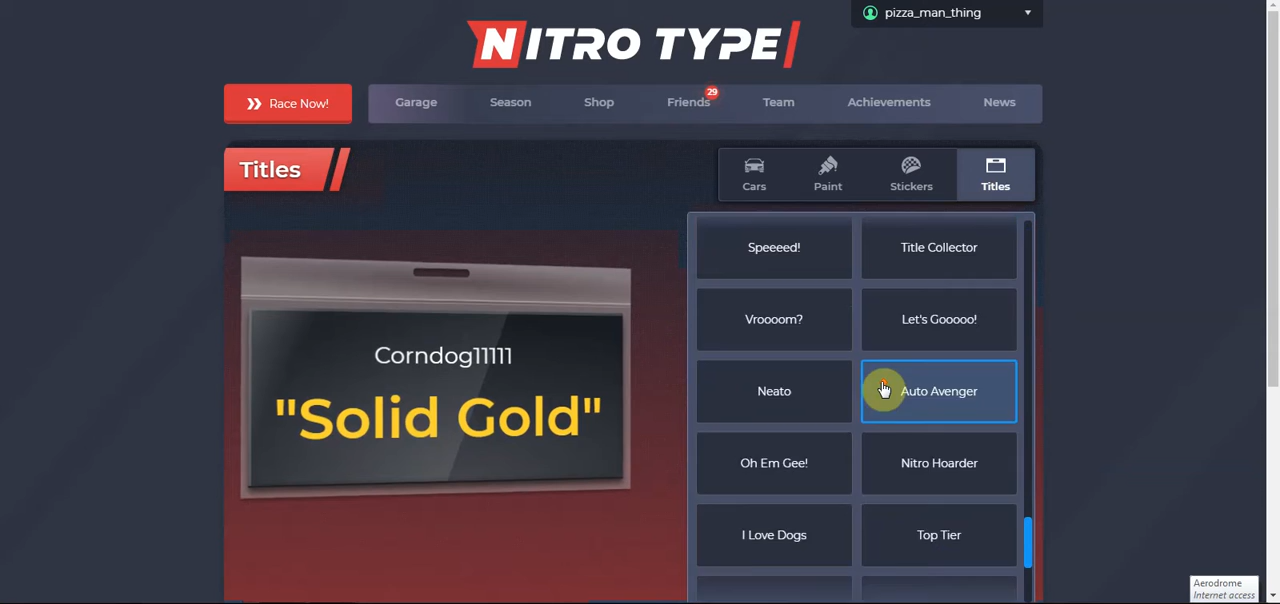 pizza_man_thing
NITRO TYPE
Race Now!
Garage
Season
Shop
Friends
29
Team
Achievements
News
Titles
Cars
Paint
Stickers
Titles
Speeeed!
Title Collector
Vroooom?
Let's Gooooo!
Neato
Auto Avenger
Oh Em Gee!
Nitro Hoarder
I Love Dogs
Top Tier
Corndog11111
"Solid Gold"
Aerodrome
Internet access